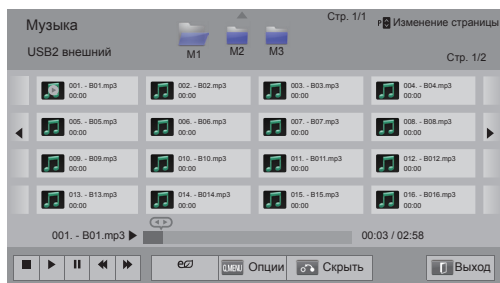 Музыка
Стр. 1/1
P Изменение страницы
USB2 внешний
M1
M2
M3
Стр. 1/2
001. - B01.mp3
00:00
002. - B02.mp3
00:00
003. - B03.mp3
00:00
004. - B04.mp3
00:00
005. - B05.mp3
00:00
006. - B06.mp3
00:00
007. - B07.mp3
00:00
008. - B08.mp3
00:00
009. - B09.mp3
00:00
010. - B10.mp3
00:00
011. - B011.mp3
00:00
012. - B012.mp3
00:00
013. - B13.mp3
00:00
014. - B014.mp3
00:00
015. - B15.mp3
00:00
016. - B016.mp3
00:00
001. - B01.mp3
00:03 / 02:58
Q.MENU Опции
Скрыть
Выход